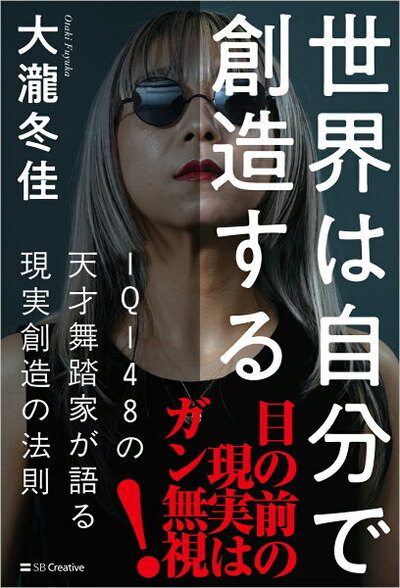 世界は自分で
創造する
Otaki Fuyuka
大瀧冬佳
IQ148の
天才舞踏家が語る
現実創造の法則
目の前の
現実は
ガン無視
!
SB Creative